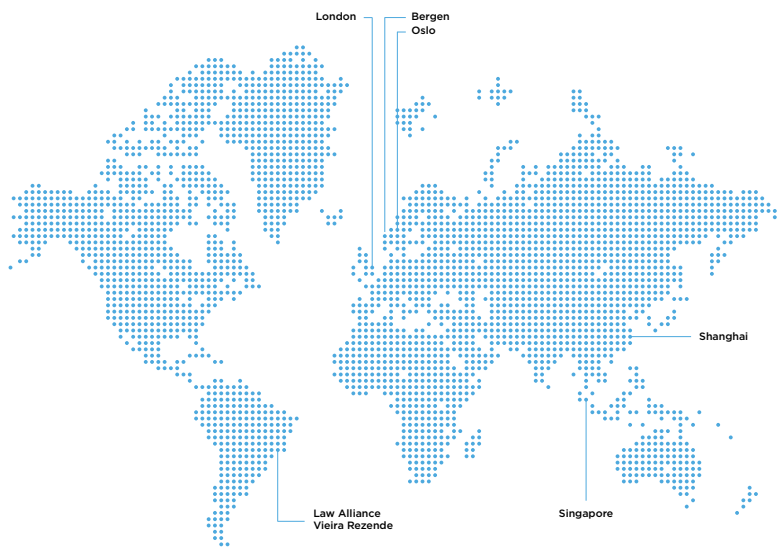 London
Bergen
Oslo
Shanghai
Law Alliance
Vieira Rezende
Singapore